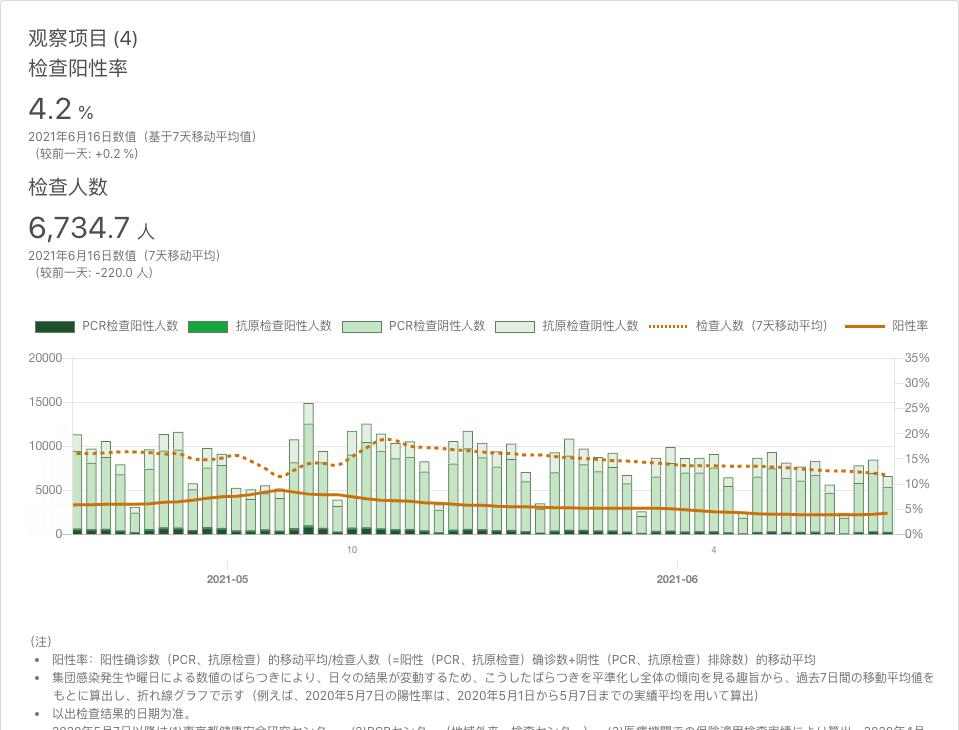 观察项目 (4)
检查阳性率
4.2 %
2021年6月16日数值（基于7天移动平均值）
（较前一天: +0.2 %）
检查人数
6,734.7 人
2021年6月16日数值（7天移动平均）
（较前一天: -220.0 人）
PCR检查阳性人数 抗原检查阳性人数 PCR检查阴性人数 抗原检查阴性人数 检查人数（7天移动平均） 阳性率
20000 35%
30%
15000 25%
20%
10000 15%
5000 10%
5%
0 0%
10 4
2021-05 2021-06
（注）
• 阳性率：阳性确诊数（PCR、抗原检查）的移动平均/检查人数（=阳性（PCR、抗原检查）确诊数+阴性（PCR、抗原检查）排除数）的移动平均
• 集団感染発生や曜日による数値のばらつきにより、日々の結果が変動するため、こうしたばらつきを平準化し全体の傾向を見る趣旨から、過去7日間の移動平均値を
もとに算出し、折れ線グラフで示す（例えば、2020年5月7日の陽性率は、2020年5月1日から5月7日までの実績平均を用いて算出）
• 以出检查结果的日期为准。